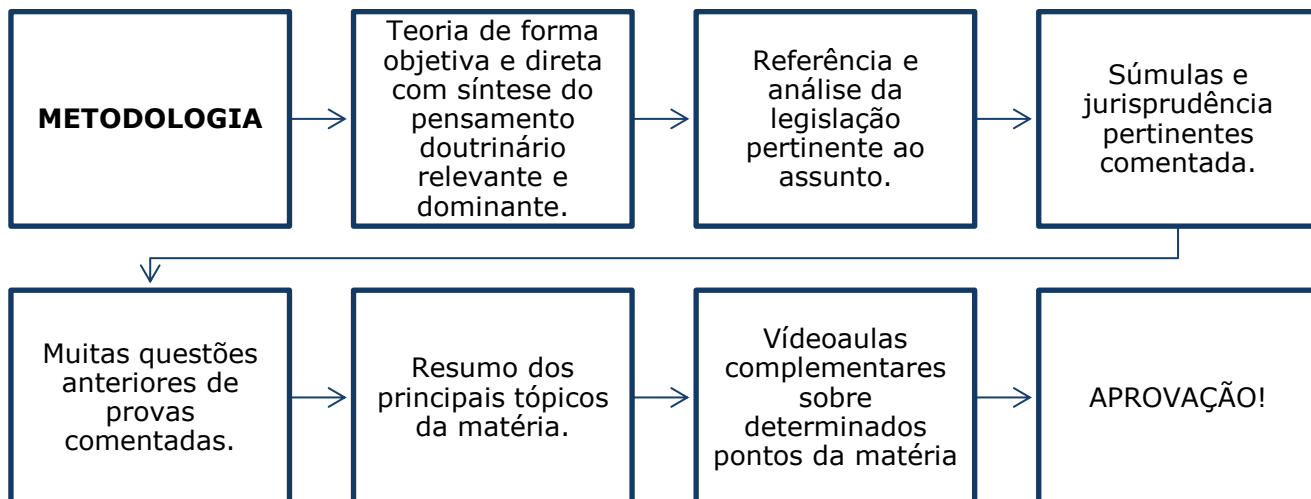 METODOLOGIA
Teoria de forma
objetiva e direta
com síntese do
pensamento
doutrinário
relevante e
dominante.
Referência e
análise da
legislação
pertinente ao
assunto.
Súmulas e
jurisprudência
pertinentes
comentada.
Muitas questões
anteriores de
provas
comentadas.
Resumo dos
principais tópicos
da matéria.
Vídeoaulas
complementares
sobre
determinados
pontos da matéria
APROVAÇÃO!